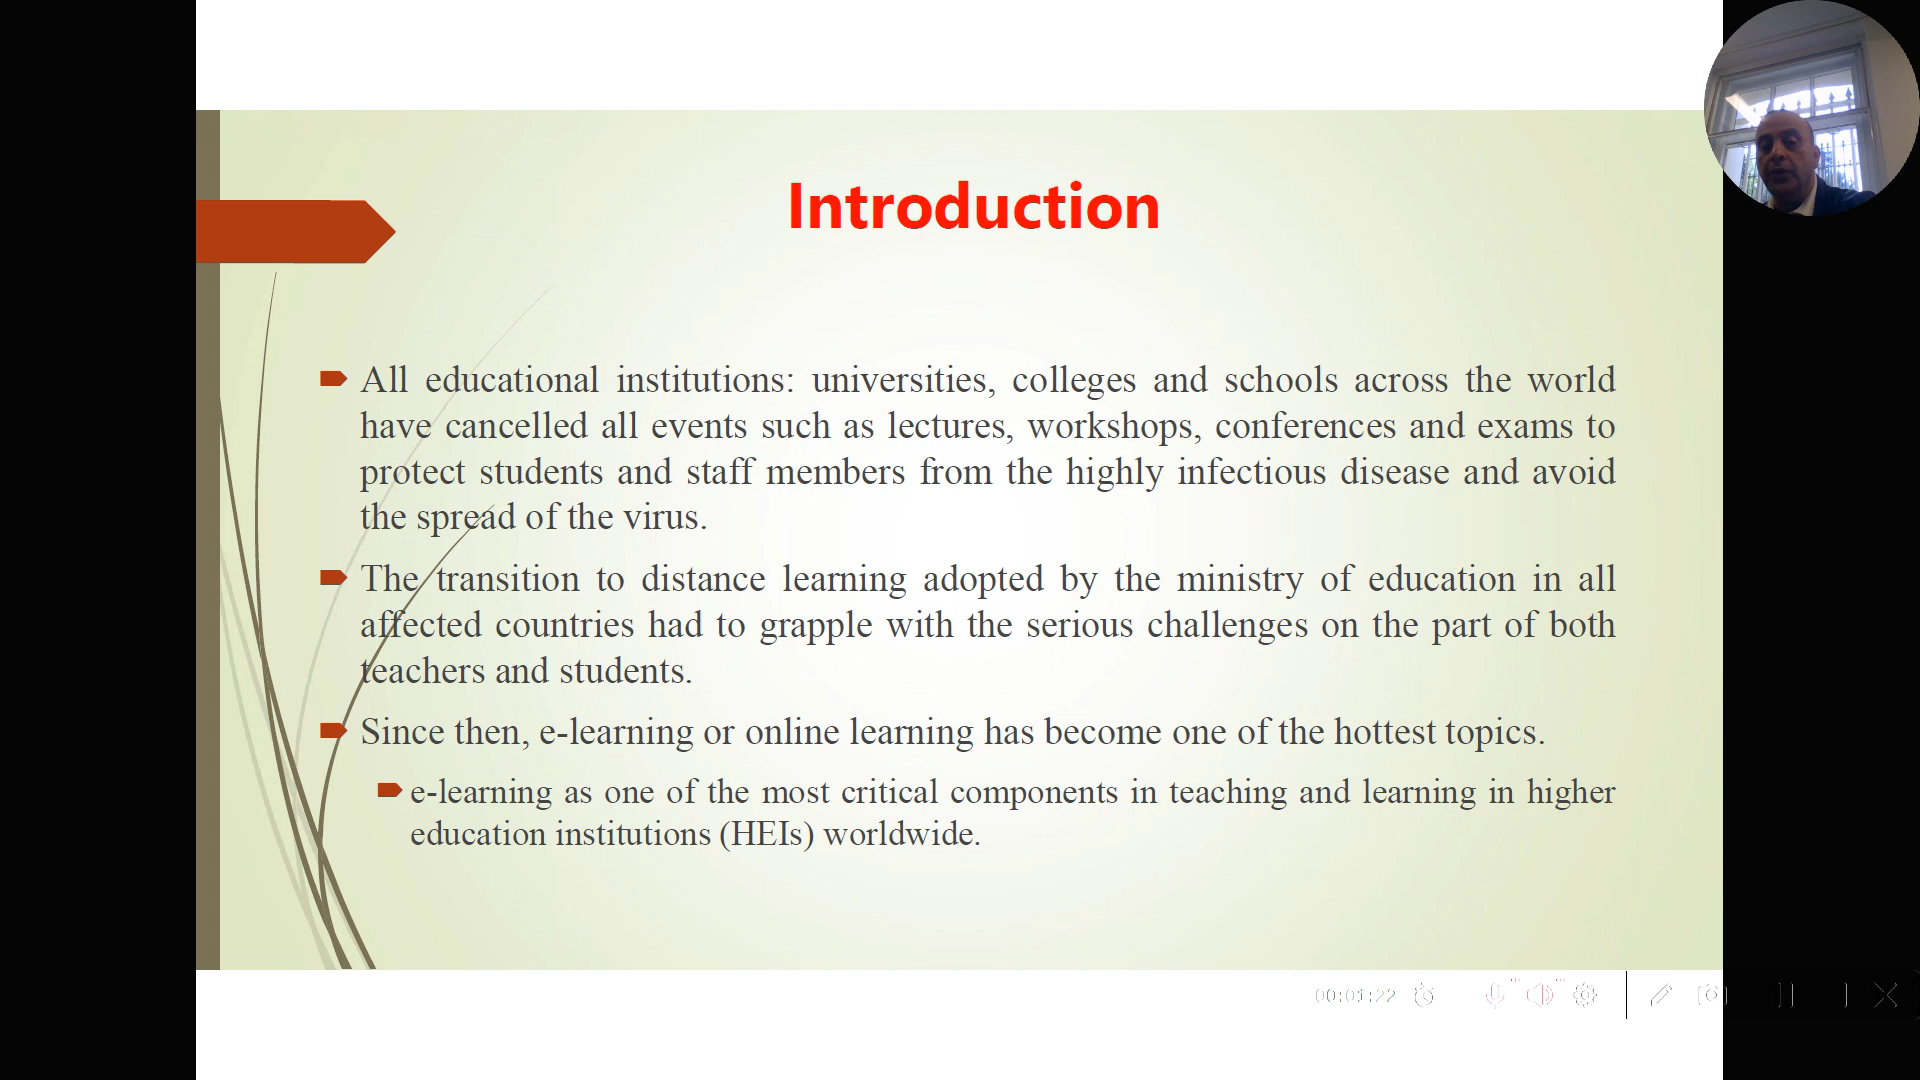 Introduction
All educational institutions: universities, colleges and schools across the world
have cancelled all events such as lectures, workshops, conferences and exams to
protect students and staff members from the highly infectious disease and avoid
the spread of the virus.
The transition to distance learning adopted by the ministry of education in all
affected countries had to grapple with the serious challenges on the part of both
teachers and students.
Since then, e-learning or online learning has become one of the hottest topics.
e-learning as one of the most critical components in teaching and learning in higher
education institutions (HEIs) worldwide.
00:01:22